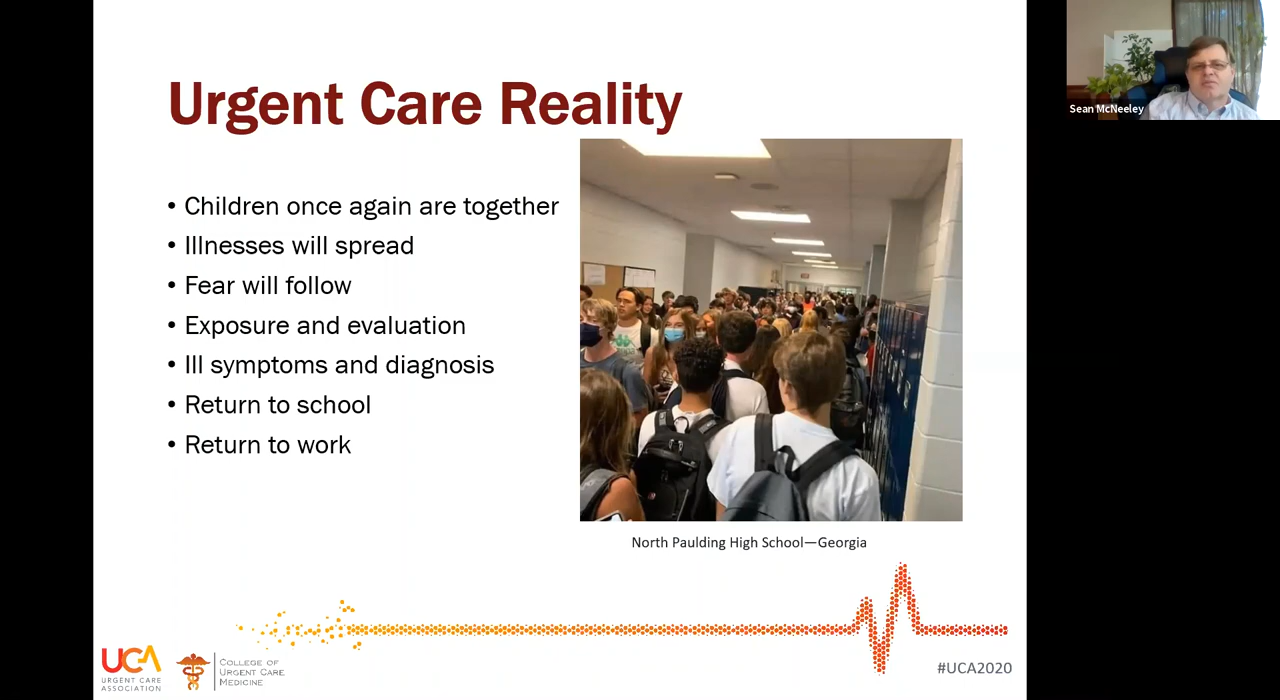 Urgent Care Reality
Sean McNeeley
• Children once again are together
• Illnesses will spread
• Fear will follow
• Exposure and evaluation
• Ill symptoms and diagnosis
• Return to school
• Return to work
North Paulding High School—Georgia
UCA
URGENT CARE
ASSOCIATION
COLLEGE OF
URGENT CARE
MEDICINE
#UCA2020